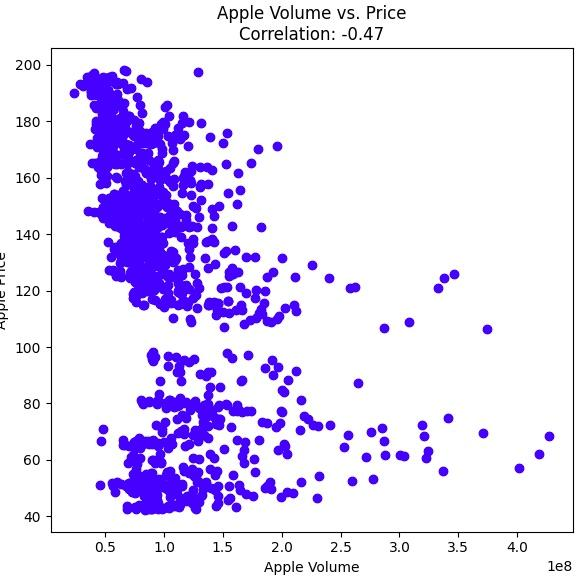 Apple Volume vs. Price
Correlation: -0.47
200
180
160
140
120
100
80
60
40
Apple Price
0.5 1.0 1.5 2.0 2.5 3.0 3.5 4.0
1e8
Apple Volume